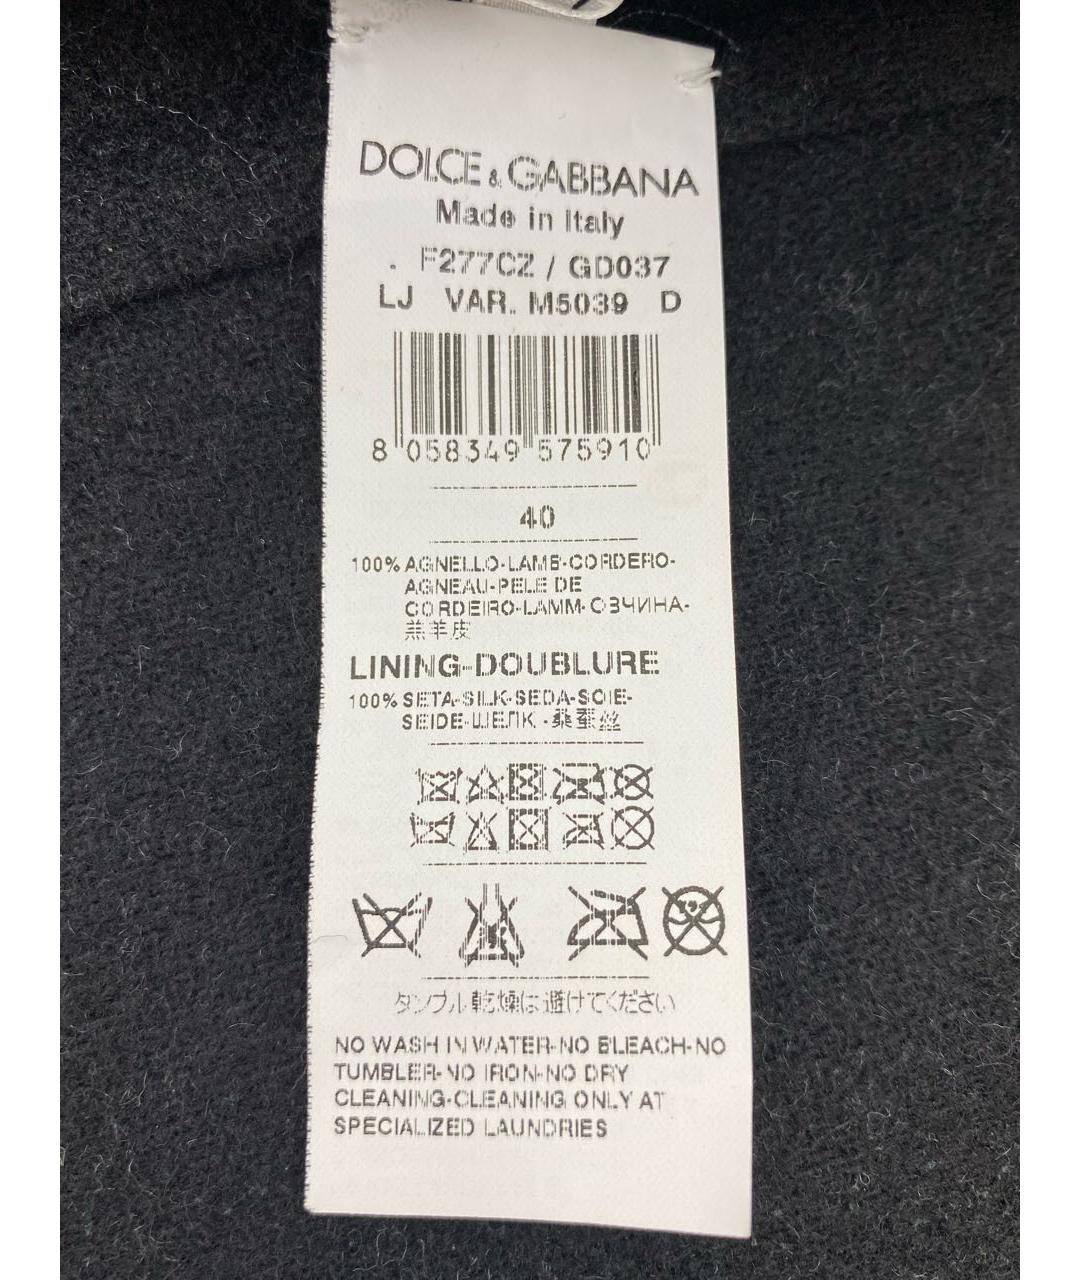 DOLCE & GABBANA
Made in Italy
. F277CZ / GD037
LJ VAR. M5039 D
8 058349 575910
40
100% AGNELLO-LAMB-CORDERO-
AGNEAU-PELE DE
CORDEIRO-LAMM-ОВЧИНА-
羔羊皮
LINING-DOUBLURE
100% SETA-SILK-SEDA-SOIE-
SEIDE-ШЕЛК -桑蚕丝
タンブル乾燥は避けてください
NO WASH IN WATER-NO BLEACH-NO
TUMBLER-NO IRON-NO DRY
CLEANING-CLEANING ONLY AT
SPECIALIZED LAUNDRIES